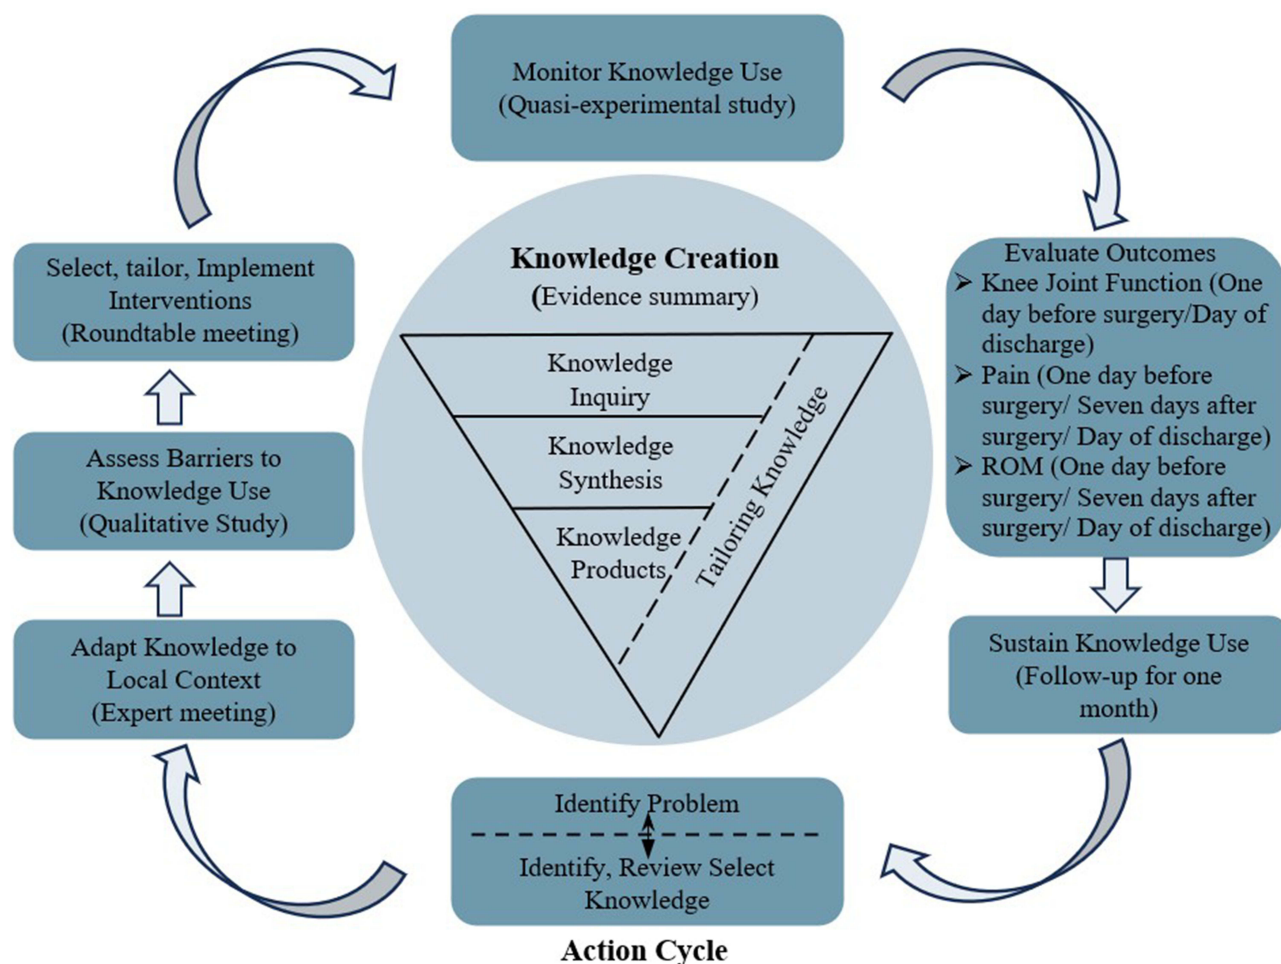 Monitor Knowledge Use
(Quasi-experimental study)
Select, tailor, Implement
Interventions
(Roundtable meeting)
Assess Barriers to
Knowledge Use
(Qualitative Study)
Adapt Knowledge to
Local Context
(Expert meeting)
Knowledge Creation
(Evidence summary)
Knowledge
Inquiry
Knowledge
Synthesis
Knowledge
Products
Tailoring Knowledge
Evaluate Outcomes
➢ Knee Joint Function (One
day before surgery/Day of
discharge)
➢ Pain (One day before
surgery/ Seven days after
surgery/ Day of discharge)
➢ ROM (One day before
surgery/ Seven days after
surgery/ Day of discharge)
Sustain Knowledge Use
(Follow-up for one
month)
Identify Problem
Identify, Review Select
Knowledge
Action Cycle